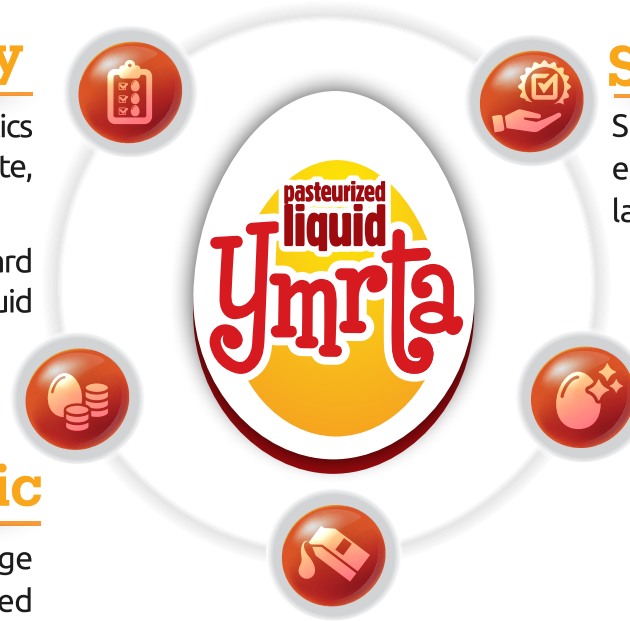 y
S
ics
S
te,
e
la
pasteurized
liquid
Ymrta
ard
uid
ic
ge
ed